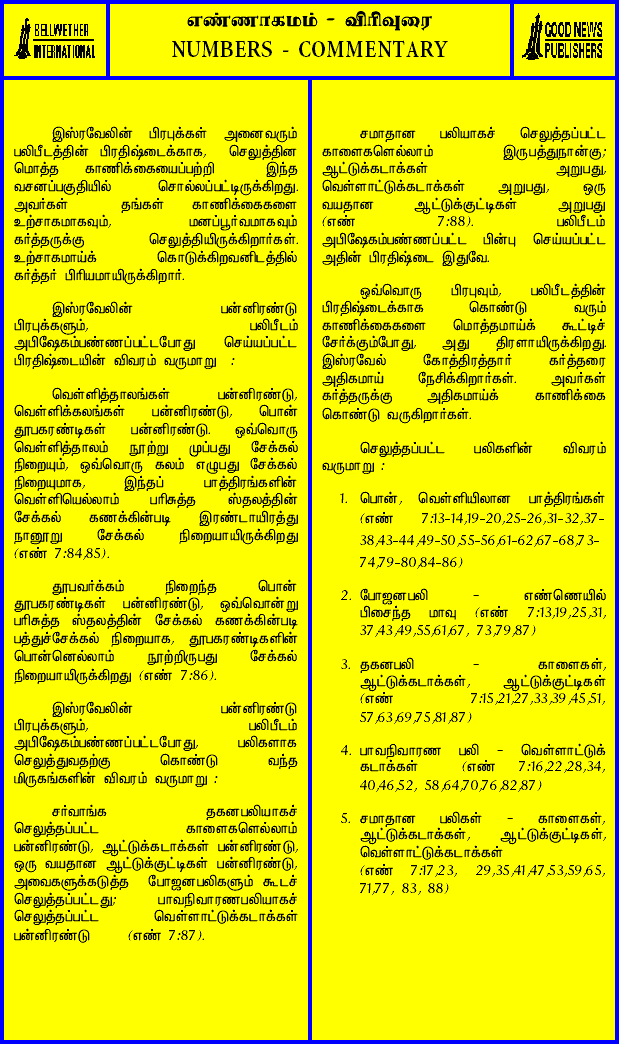 BELLWETHER
INTERNATIONAL
எண்ணாகமம் - விரிவுரை
NUMBERS - COMMENTARY
GOOD NEWS
PUBLISHERS
இஸ்ரவேலின் பிரபுக்கள் அனைவரும்
பலிபீடத்தின் பிரதிஷ்டைக்காக, செலுத்தின
மொத்த காணிக்கையைப்பற்றி இந்த
வசனப்பகுதியில் சொல்லப்பட்டிருக்கிறது.
அவர்கள் தங்கள் காணிக்கைகளை
உற்சாகமாகவும், மனப்பூர்வமாகவும்
கர்த்தருக்கு செலுத்தியிருக்கிறார்கள்.
உற்சாகமாய்க் கொடுக்கிறவனிடத்தில்
கர்த்தர் பிரியமாயிருக்கிறார்.
இஸ்ரவேலின் பன்னிரண்டு
பிரபுக்களும், பலிபீடம்
அபிஷேகம்பண்ணப்பட்டபோது செய்யப்பட்ட
பிரதிஷ்டையின் விவரம் வருமாறு :
வெள்ளித்தாலங்கள் பன்னிரண்டு,
வெள்ளிக்கலங்கள் பன்னிரண்டு, பொன்
தூபகரண்டிகள் பன்னிரண்டு. ஒவ்வொரு
வெள்ளித்தாலம் நூற்று முப்பது சேக்கல்
நிறையும், ஒவ்வொரு கலம் எழுபது சேக்கல்
நிறையுமாக, இந்தப் பாத்திரங்களின்
வெள்ளியெல்லாம் பரிசுத்த ஸ்தலத்தின்
சேக்கல் கணக்கின்படி இரண்டாயிரத்து
நானூறு சேக்கல் நிறையாயிருக்கிறது
(எண் 7:84,85).
தூபவர்க்கம் நிறைந்த பொன்
தூபகரண்டிகள் பன்னிரண்டு, ஒவ்வொன்று
பரிசுத்த ஸ்தலத்தின் சேக்கல் கணக்கின்படி
பத்துச்சேக்கல் நிறையாக, தூபகரண்டிகளின்
பொன்னெல்லாம் நூற்றிருபது சேக்கல்
நிறையாயிருக்கிறது (எண் 7:86).
இஸ்ரவேலின் பன்னிரண்டு
பிரபுக்களும், பலிபீடம்
அபிஷேகம்பண்ணப்பட்டபோது, பலிகளாக
செலுத்துவதற்கு கொண்டு வந்த
மிருகங்களின் விவரம் வருமாறு :
சர்வாங்க தகனபலியாகச்
செலுத்தப்பட்ட காளைகளெல்லாம்
பன்னிரண்டு, ஆட்டுக்கடாக்கள் பன்னிரண்டு,
ஒரு வயதான ஆட்டுக்குட்டிகள் பன்னிரண்டு,
அவைகளுக்கடுத்த போஜனபலிகளும் கூடச்
செலுத்தப்பட்டது; பாவநிவாரணபலியாகச்
செலுத்தப்பட்ட வெள்ளாட்டுக்கடாக்கள்
பன்னிரண்டு (எண் 7:87).
சமாதான பலியாகச் செலுத்தப்பட்ட
காளைகளெல்லாம் இருபத்துநான்கு;
ஆட்டுக்கடாக்கள் அறுபது,
வெள்ளாட்டுக்கடாக்கள் அறுபது, ஒரு
வயதான ஆட்டுக்குட்டிகள் அறுபது
(எண் 7:88). பலிபீடம்
அபிஷேகம்பண்ணப்பட்ட பின்பு செய்யப்பட்ட
அதின் பிரதிஷ்டை இதுவே.
ஒவ்வொரு பிரபுவும், பலிபீடத்தின்
பிரதிஷ்டைக்காக கொண்டு வரும்
காணிக்கைகளை மொத்தமாய்க் கூட்டிச்
சேர்க்கும்போது, அது திரளாயிருக்கிறது.
இஸ்ரவேல் கோத்திரத்தார் கர்த்தரை
அதிகமாய் நேசிக்கிறார்கள். அவர்கள்
கர்த்தருக்கு அதிகமாய்க் காணிக்கை
கொண்டு வருகிறார்கள்.
செலுத்தப்பட்ட பலிகளின் விவரம்
வருமாறு :
1. பொன், வெள்ளியிலான பாத்திரங்கள்
(எண் 7:13-14,19-20,25-26,31-32,37-
38,43-44,49-50,55-56,61-62,67-68,73-
74,79-80,84-86)
2. போஜனபலி - எண்ணெயில்
பிசைந்த மாவு (எண் 7:13,19,25,31,
37,43,49,55,61,67, 73,79,87)
3. தகனபலி - காளைகள்,
ஆட்டுக்கடாக்கள், ஆட்டுக்குட்டிகள்
(எண் 7:15,21,27,33,39,45,51,
57,63,69,75,81,87)
4. பாவநிவாரண பலி - வெள்ளாட்டுக்
கடாக்கள் (எண் 7:16,22,28,34,
40,46,52, 58,64,70,76,82,87)
5. சமாதான பலிகள் - காளைகள்,
ஆட்டுக்கடாக்கள், ஆட்டுக்குட்டிகள்,
வெள்ளாட்டுக்கடாக்கள்
(எண் 7:17,23, 29,35,41,47,53,59,65,
71,77, 83, 88)